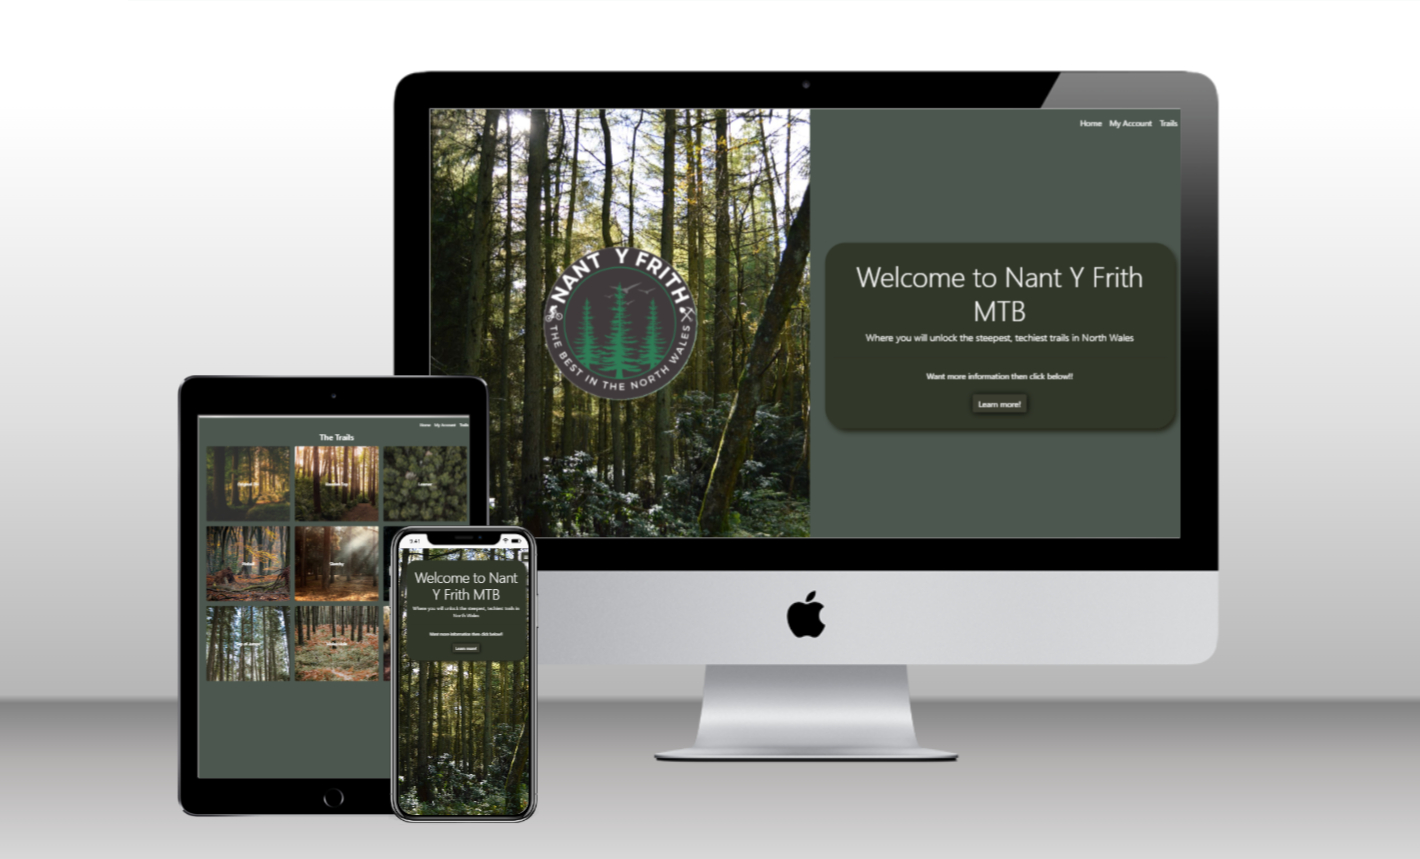 Home My Account Trails
NANT Y FRITH
THE BEST IN THE NORTH WALES
Welcome to Nant Y Frith
MTB
Where you will unlock the steepest, techiest trails in North Wales
Want more information then click below!!
Learn more!
Home My Account Trails
The Trails
9:41
Welcome to Nant
Y Frith MTB
Where you will unlock the steepest, techiest trails in
North Wales
Want more information then click below!!
Learn more!